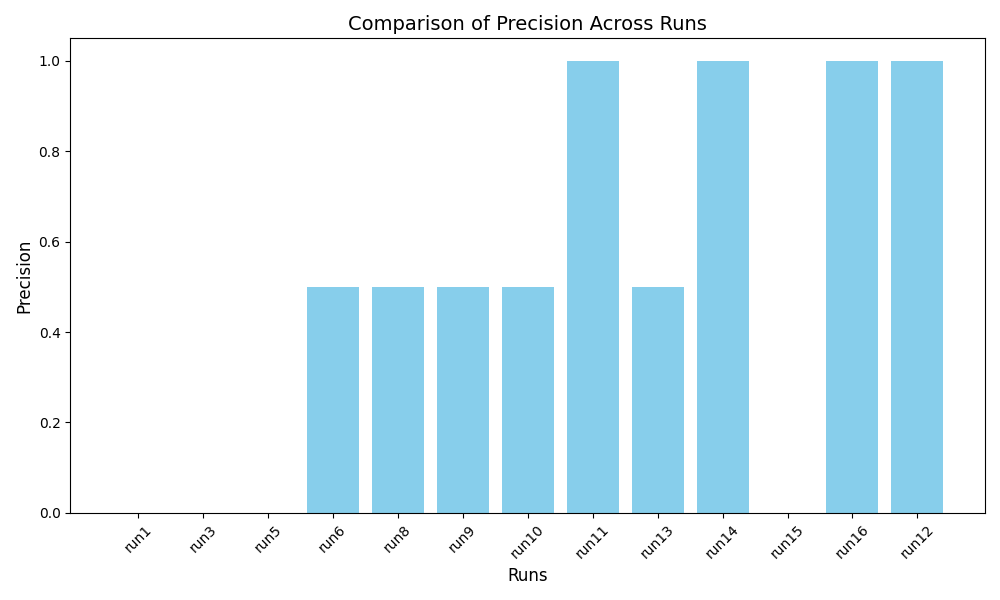 Comparison of Precision Across Runs
Precision
1.0
0.8
0.6
0.4
0.2
0.0
run1 run3 run5 run6 run8 run9 run10 run11 run13 run14 run15 run16 run12
Runs